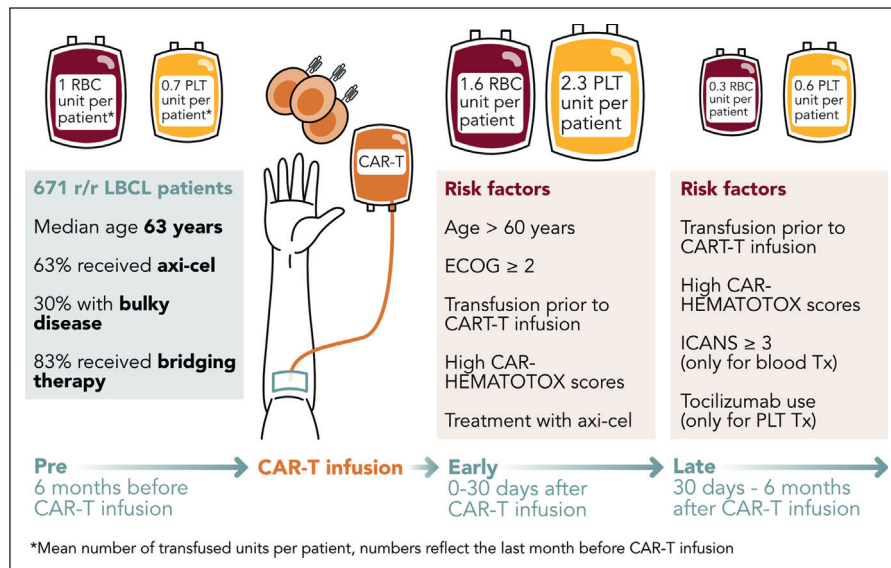 1 RBC
unit per
patient*
0.7 PLT
unit per
patient*
CAR-T
1.6 RBC
unit per
patient
2.3 PLT
unit per
patient
0.3 RBC
unit per
patient
0.6 PLT
unit per
patient
671 r/r LBCL patients
Median age 63 years
63% received axi-cel
30% with bulky
disease
83% received bridging
therapy
Risk factors
Age > 60 years
ECOG ≥ 2
Transfusion prior to
CART-T infusion
High CAR-
HEMATOTOX scores
Treatment with axi-cel
Risk factors
Transfusion prior to
CART-T infusion
High CAR-
HEMATOTOX scores
ICANS ≥ 3
(only for blood Tx)
Tocilizumab use
(only for PLT Tx)
Pre
6 months before
CAR-T infusion
CAR-T infusion
Early
0-30 days after
CAR-T infusion
Late
30 days - 6 months
after CAR-T infusion
*Mean number of transfused units per patient, numbers reflect the last month before CAR-T infusion